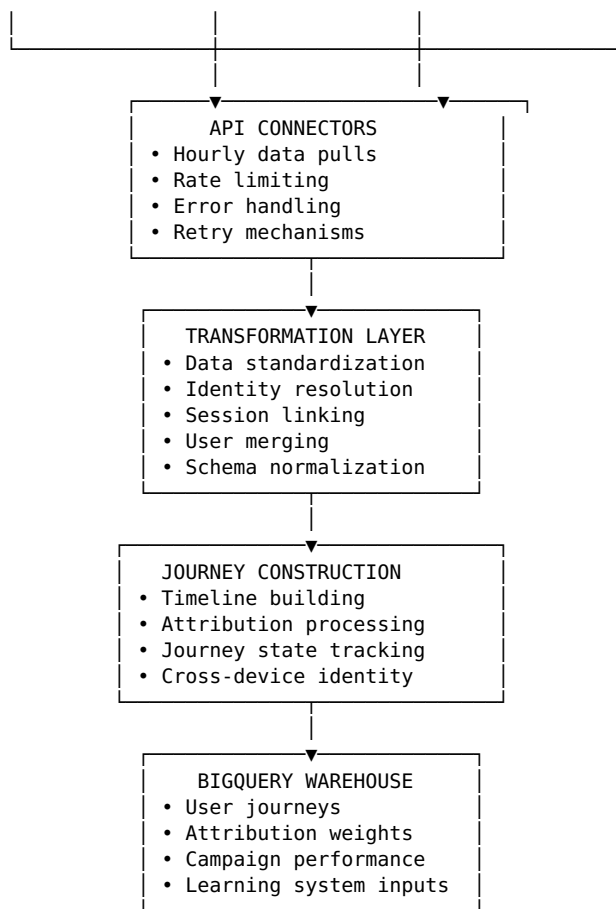 API CONNECTORS
• Hourly data pulls
• Rate limiting
• Error handling
• Retry mechanisms
TRANSFORMATION LAYER
• Data standardization
• Identity resolution
• Session linking
• User merging
• Schema normalization
JOURNEY CONSTRUCTION
• Timeline building
• Attribution processing
• Journey state tracking
• Cross-device identity
BIGQUERY WAREHOUSE
• User journeys
• Attribution weights
• Campaign performance
• Learning system inputs